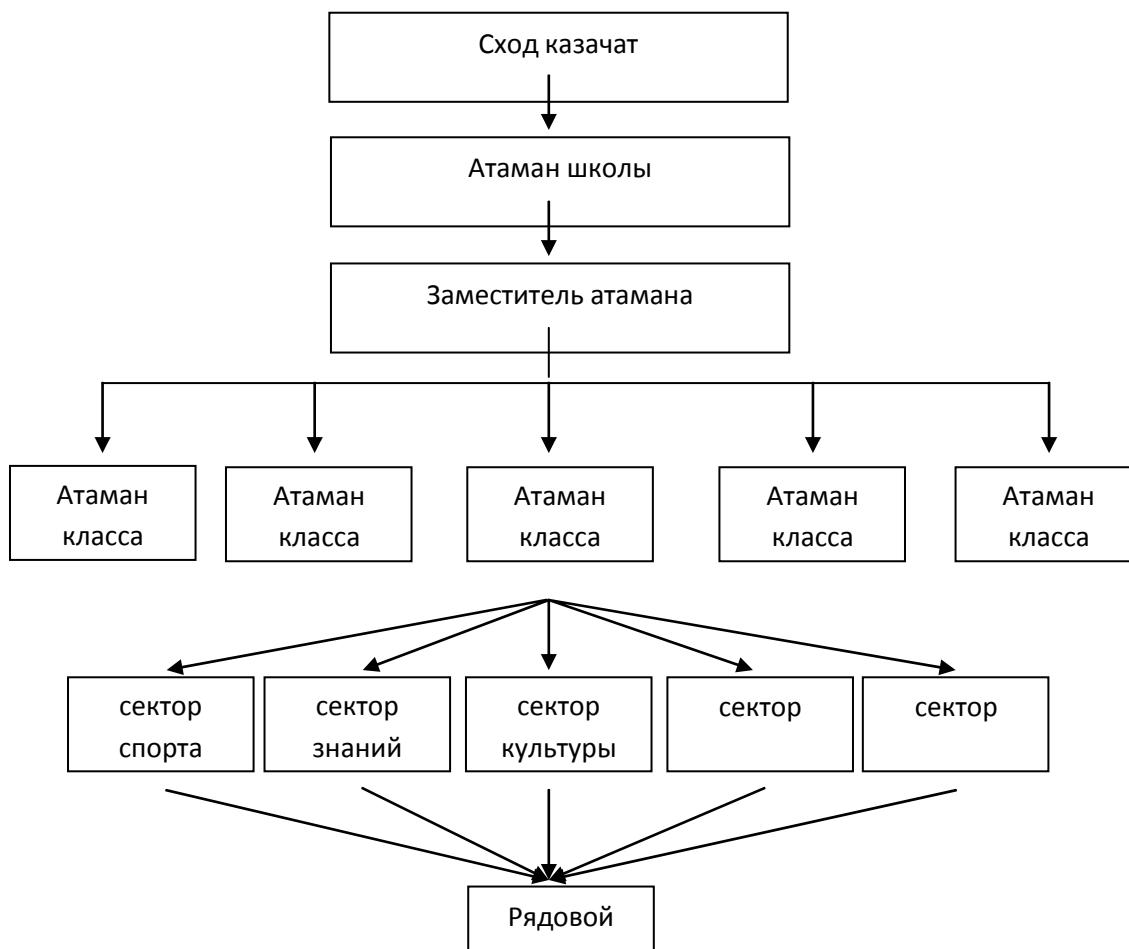 Сход казачат
Атаман школы
Заместитель атамана
Атаман
класса
Атаман
класса
Атаман
класса
Атаман
класса
Атаман
класса
сектор
спорта
сектор
знаний
сектор
культуры
сектор
сектор
Рядовой